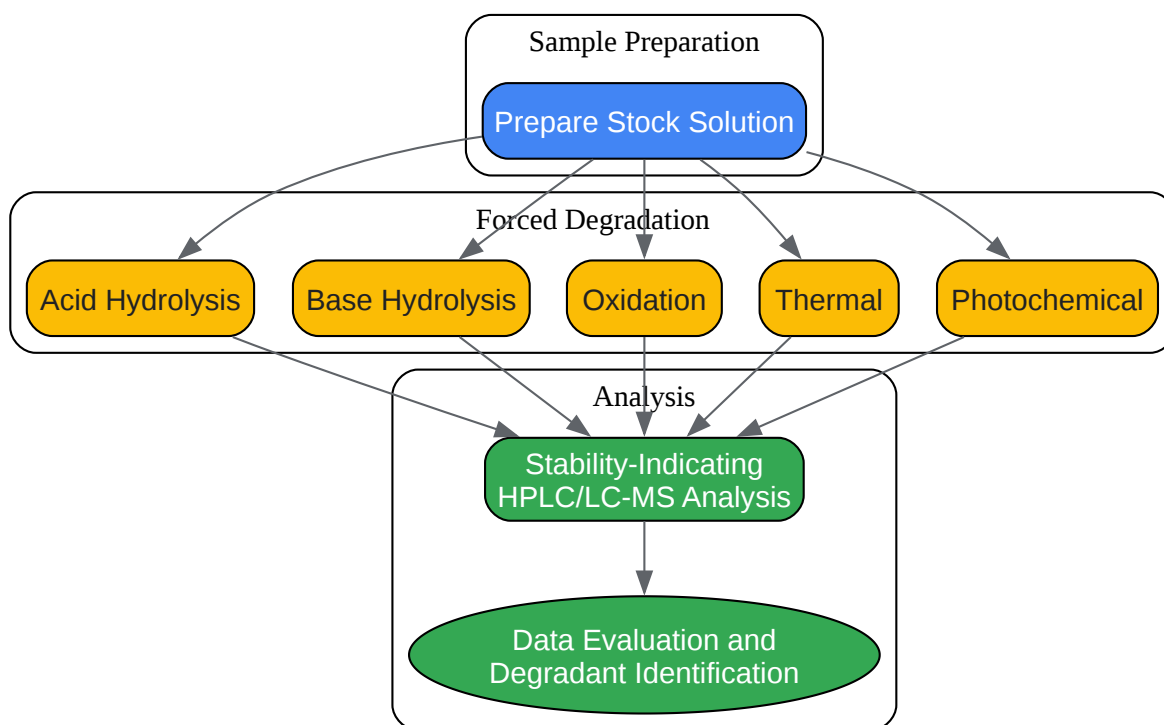 Sample Preparation
Prepare Stock Solution
Forced Degradation
Acid Hydrolysis
Base Hydrolysis
Oxidation
Thermal
Photochemical
Analysis
Stability-Indicating
HPLC/LC-MS Analysis
Data Evaluation and
Degradant Identification